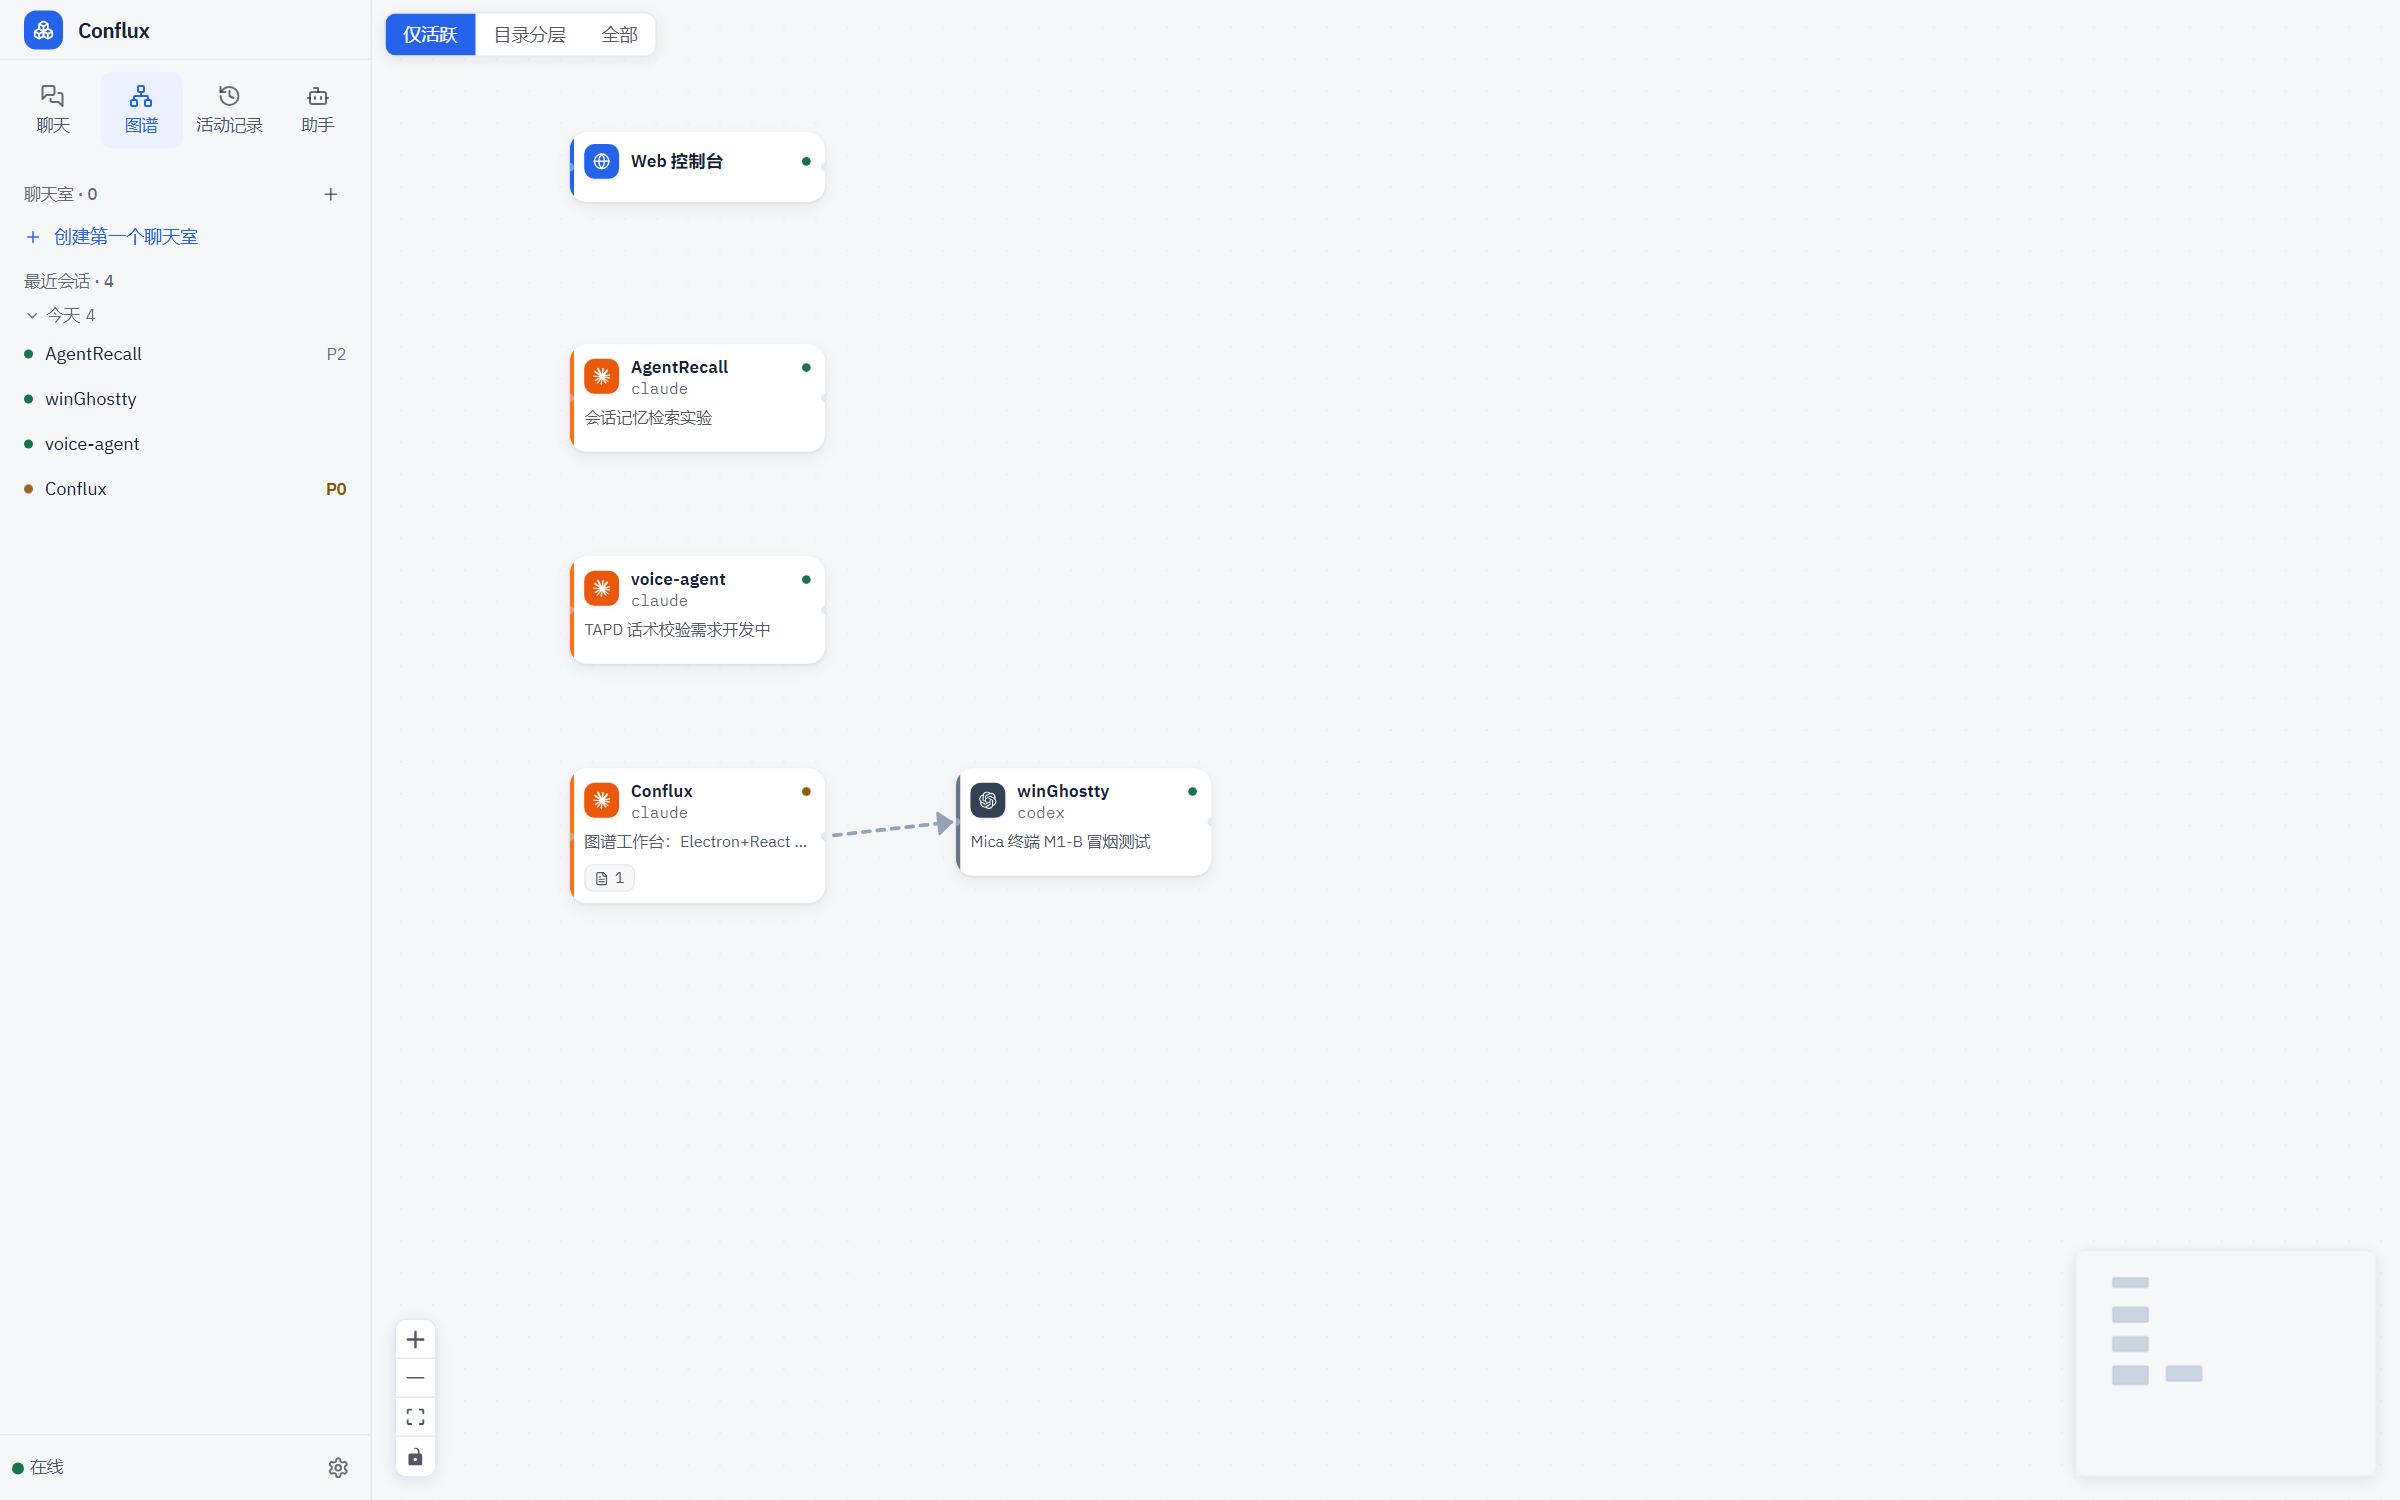 Conflux
聊天
图谱
活动记录
助手
聊天室 · 0
创建第一个聊天室
最近会话 · 4
今天 4
AgentRecall P2
winGhostty
voice-agent
Conflux P0
在线
仅活跃 目录分层 全部
Web 控制台
AgentRecall
claude
会话记忆检索实验
voice-agent
claude
TAPD 话术校验需求开发中
Conflux
claude
图谱工作台：Electron+React ...
1
winGhostty
codex
Mica 终端 M1-B 冒烟测试